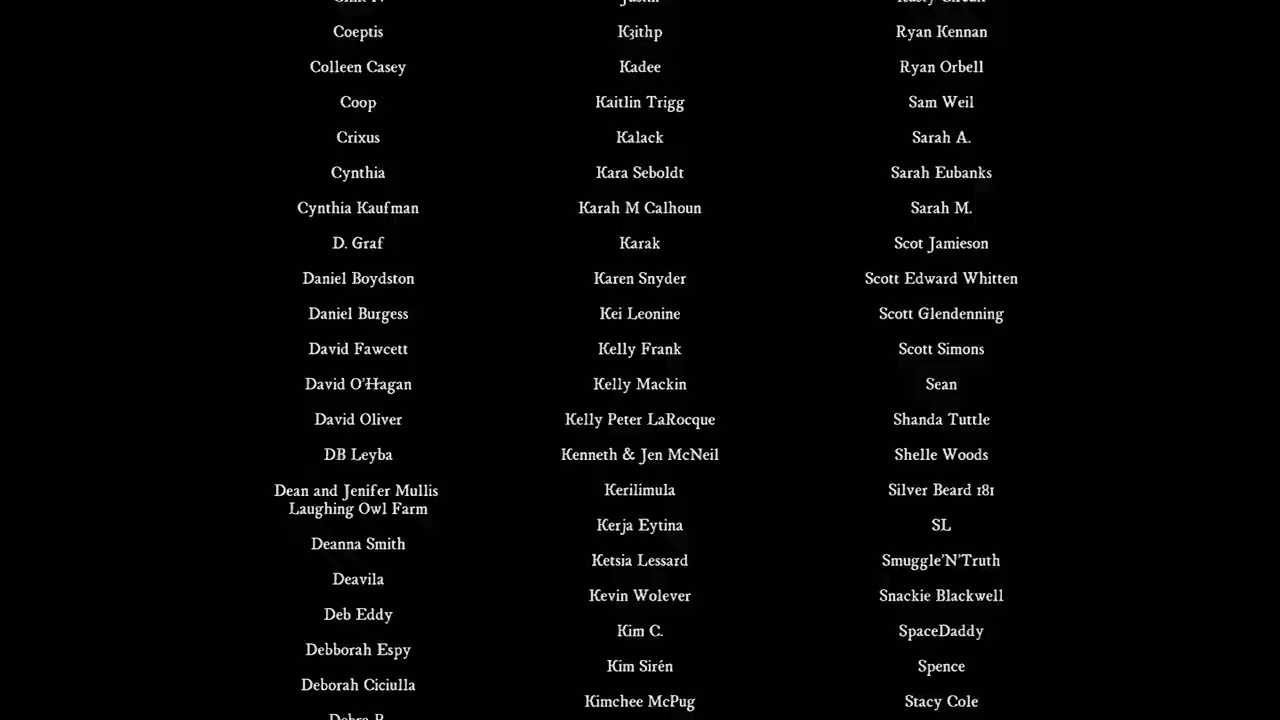 Coeptis
Colleen Casey
Coop
Crixus
Cynthia
Cynthia Kaufman
D. Graf
Daniel Boydston
Daniel Burgess
David Fawcett
David O'Hagan
David Oliver
DB Leyba
Dean and Jenifer Mullis
Laughing Owl Farm
Deanna Smith
Deavila
Deb Eddy
Debborah Espy
Deborah Ciciulla
K3ithp
Kadee
Kaitlin Trigg
Kalack
Kara Seboldt
Karah M Calhoun
Karak
Karen Snyder
Kei Leonine
Kelly Frank
Kelly Mackin
Kelly Peter LaRocque
Kenneth & Jen McNeil
Kerilimula
Kerja Eytina
Ketsia Lessard
Kevin Wolever
Kim C.
Kim Sirén
Kimchee McPug
Ryan Kennan
Ryan Orbell
Sam Weil
Sarah A.
Sarah Eubanks
Sarah M.
Scot Jamieson
Scott Edward Whitten
Scott Glendenning
Scott Simons
Sean
Shanda Tuttle
Shelle Woods
Silver Beard 181
SL
Smuggle'N'Truth
Snackie Blackwell
SpaceDaddy
Spence
Stacy Cole